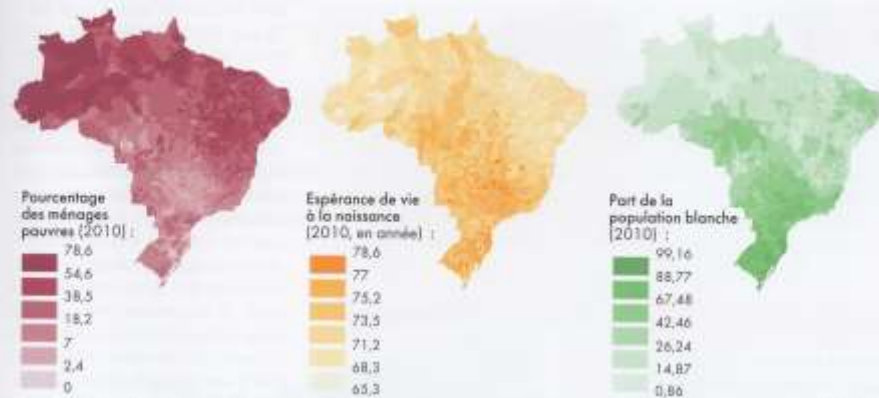 Pourcentage
des ménages
pauvres (2010) :
78,6
54,6
38,5
18,2
7
2,4
0
Espérance de vie
à la naissance
(2010, en année) :
78,6
77
75,2
73,5
71,2
68,3
65,3
Part de la
population blanche
(2010) :
99,16
88,77
67,48
42,46
26,24
14,87
0,86